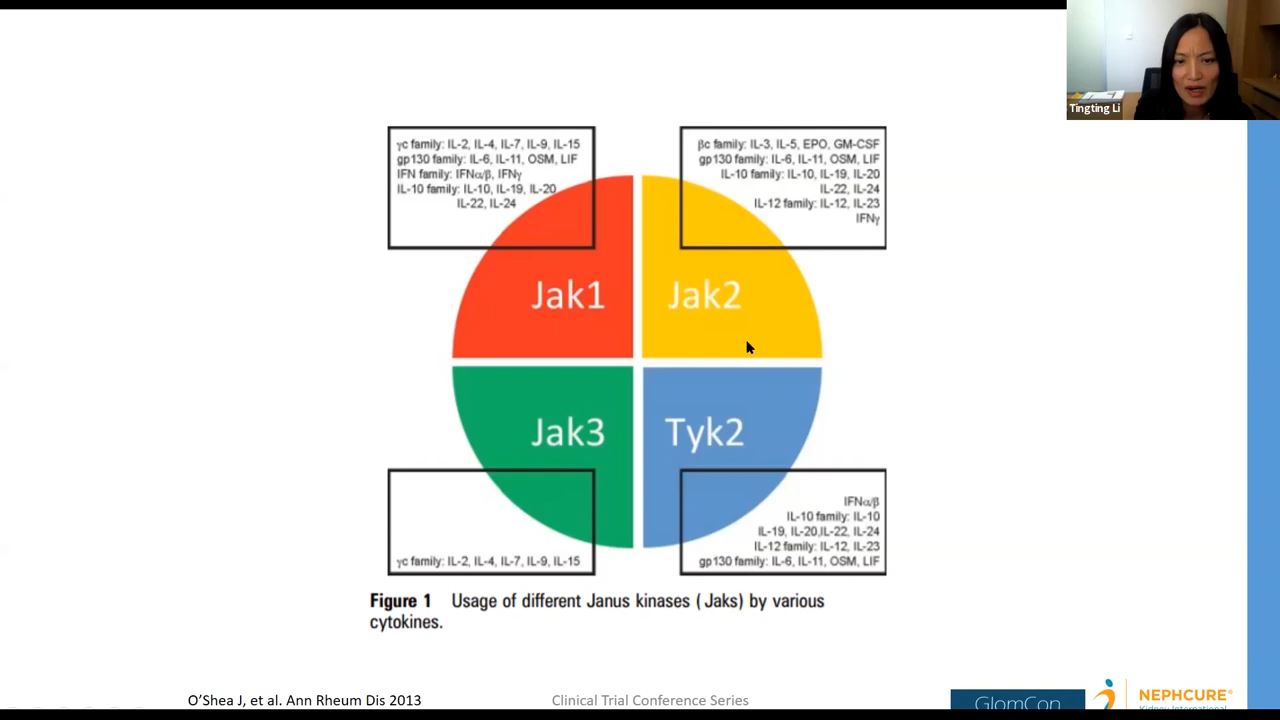 Tingting Li
γc family: IL-2, IL-4, IL-7, IL-9, IL-15
gp130 family: IL-6, IL-11, OSM, LIF
IFN family: IFNα/β, IFNγ
IL-10 family: IL-10, IL-19, IL-20
IL-22, IL-24
βc family: IL-3, IL-5, EPO, GM-CSF
gp130 family: IL-6, IL-11, OSM, LIF
IL-10 family: IL-10, IL-19, IL-20
IL-22, IL-24
IL-12 family: IL-12, IL-23
IFNγ
Jak1
Jak2
Jak3
Tyk2
γc family: IL-2, IL-4, IL-7, IL-9, IL-15
IFNα/β
IL-10 family: IL-10
IL-19, IL-20,IL-22, IL-24
IL-12 family: IL-12, IL-23
gp130 family: IL-6, IL-11, OSM, LIF
Figure 1 Usage of different Janus kinases (Jaks) by various
cytokines.
O'Shea J, et al. Ann Rheum Dis 2013
Clinical Trial Conference Series
GlomCon
NEPHCURE®
Kidney International